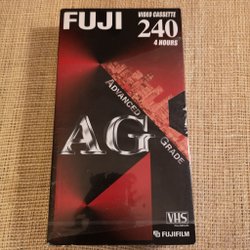 FUJI
VIDEO CASSETTE
240
4 HOURS
ADVANCED
AG
GRADE
VHS
FUJIFILM